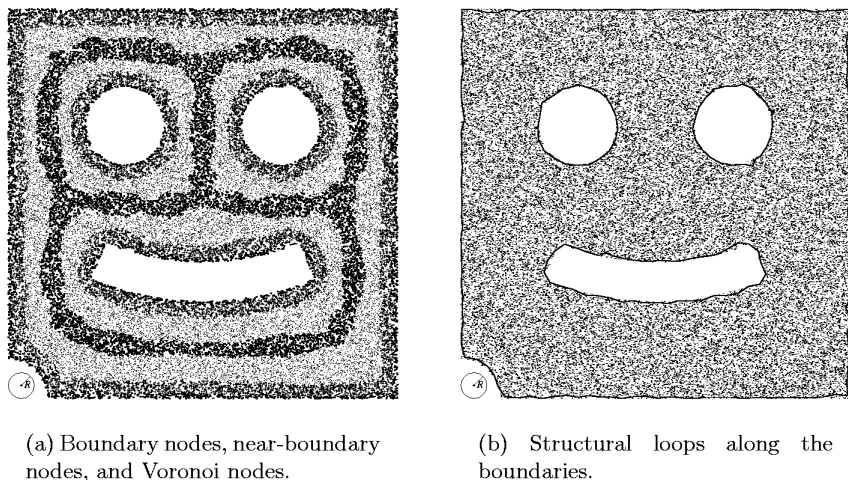 R
R
(a) Boundary nodes, near-boundary
nodes, and Voronoi nodes.
(b) Structural loops along the
boundaries.